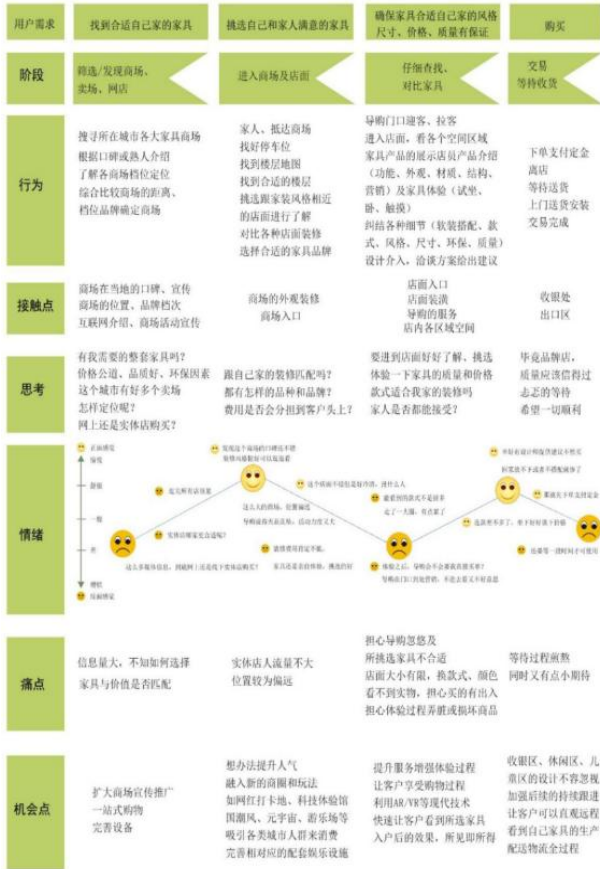 用户需求
找到合适自己家的家具
挑选自己和家人满意的家具
确保家具合适自己家的风格
尺寸、价格、质量有保证
购买
阶段
筛选/发现商场、
卖场、网店
进入商场及店面
仔细查找、
对比家具
交易
等待收货
行为
搜寻所在城市各大家具商场
根据口碑或熟人介绍
了解各商场档位定位
综合比较商场的距离、
档位品牌确定商场
家人、抵达商场
找好停车位
找到楼层地图
找到合适的楼层
挑选跟家装风格相近
的店面进行了解
对比各种店面装修
选择合适的家具品牌
导购门口迎客、拉客
进入店面，看各个空间区域
家具产品的展示店员产品介绍
（功能、外观、材质、结构、
营销）及家具体验（试坐、
卧、触摸）
纠结各种细节（软装搭配、款
式、风格、尺寸、环保、质量）
设计介入，洽谈方案给出建议
下单支付定金
离店
等待送货
上门送货安装
交易完成
接触点
商场在当地的口碑、宣传
商场的位置、品牌档次
互联网介绍、商场活动宣传
商场的外观装修
商场入口
店面入口
店面装潢
导购的服务
店内各区域空间
收银处
出口区
思考
有我需要的整套家具吗？
价格公道、品质好、环保因素
这个城市有好多个卖场
怎样定位呢？
网上还是实体店购买？
跟自己家的装修匹配吗？
都有怎样的品种和品牌？
费用是否会分担到客户头上？
要进到店面好好了解、挑选
体验一下家具的质量和价格
款式适合我家的装修吗
家人是否都能接受？
毕竟品牌店，
质量应该信得过
忐忑的等待
希望一切顺利
情绪
正面感觉
愉悦
舒服
一般
差
实体店哪家更合适呢？
痛点
信息量大，不知如何选择
家具与价值是否匹配
实体店人流量不大
位置较为偏远
担心导购忽悠及
所挑选家具不合适
店面大小有限，换款式、颜色
看不到实物，担心买的有出入
担心体验过程弄脏或损坏商品
等待过程煎熬
同时又有点小期待
机会点
扩大商场宣传推广
一站式购物
完善设备
想办法提升人气
融入新的商圈和玩法
如网红打卡地、科技体验馆
国潮风、元宇宙、游乐场等
吸引各类城市人群来消费
完善相对应的配套娱乐设施
提升服务增强体验过程
让客户享受购物过程
利用AR/VR等现代技术
快速让客户看到所选家具
入户后的效果，所见即所得
收银区、休闲区、儿
童区的设计不容忽视
加强后续的持续跟进
让客户可以直观远程
看到自己家具的生产
配送物流全过程